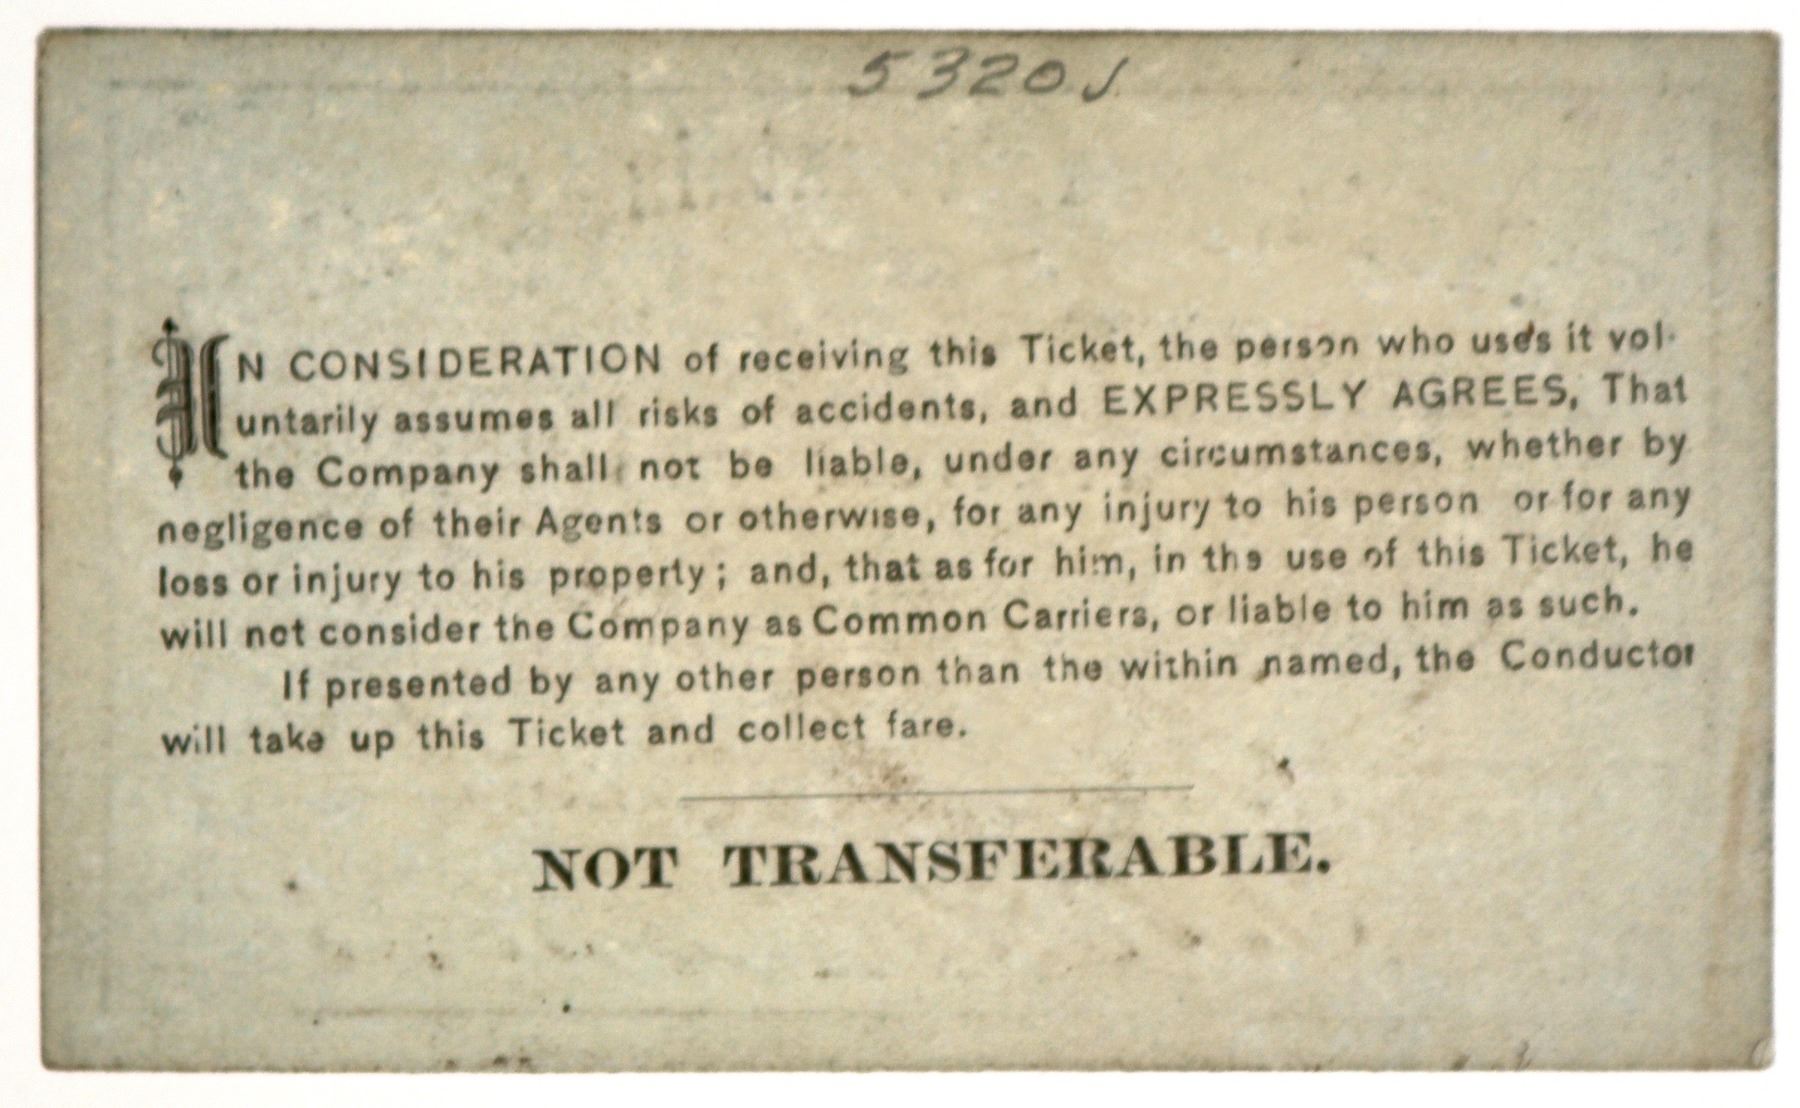 5320J
IN CONSIDERATION of receiving this Ticket, the person who uses it vol-
untarily assumes all risks of accidents, and EXPRESSLY AGREES, That
the Company shall not be liable, under any circumstances, whether by
negligence of their Agents or otherwise, for any injury to his person or for any
loss or injury to his property; and, that as for him, in the use of this Ticket, he
will not consider the Company as Common Carriers, or liable to him as such.
If presented by any other person than the within named, the Conductor
will take up this Ticket and collect fare.
NOT TRANSFERABLE.